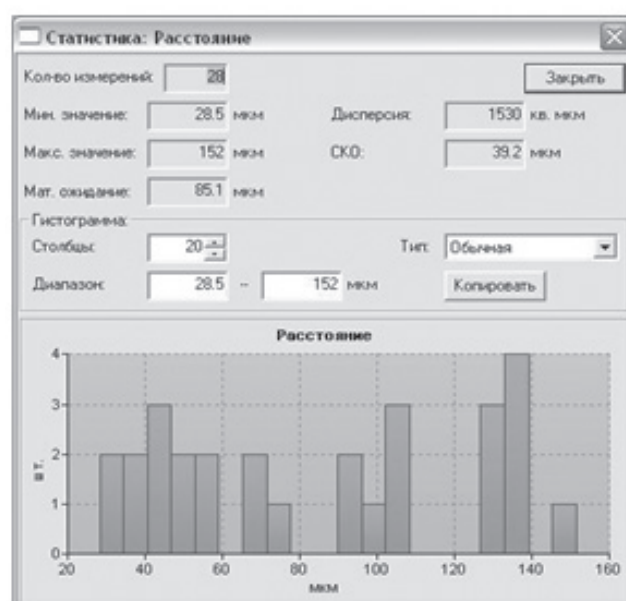 Статистика: Расстояние
Кол-во измерений: 28 Закрыть
Мин. значение: 28.5 мкм Дисперсия: 1530 кв. мкм
Макс. значение: 152 мкм СКО: 39.2 мкм
Мат. ожидание: 85.1 мкм
Гистограмма:
Столбцы: 20 Тип: Обычная
Диапазон: 28.5 -- 152 мкм Копировать
Расстояние
4
3
2
1
0
шт.
20 40 60 80 100 120 140 160
мкм